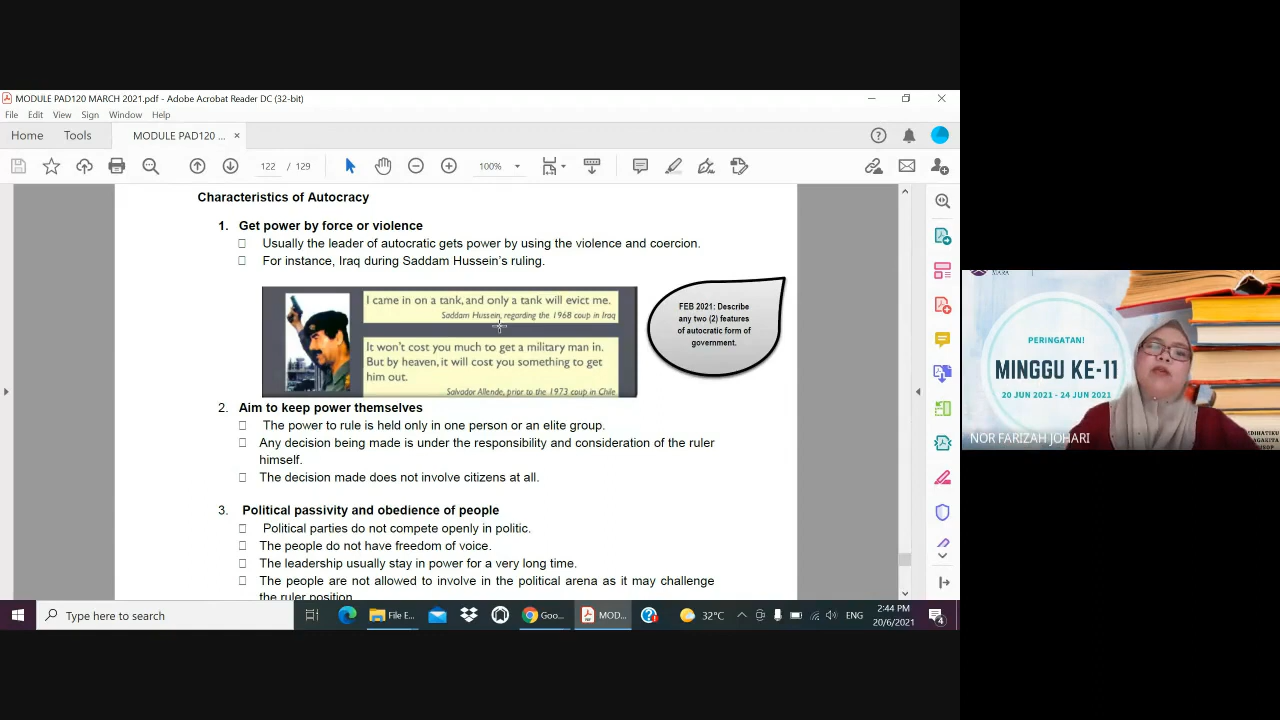 MODULE PAD120 MARCH 2021.pdf - Adobe Acrobat Reader DC (32-bit)
File Edit View Window Sign Help
Home Tools MODULE PAD120 ... ×
122 / 129 100%
Characteristics of Autocracy
1. Get power by force or violence
Usually the leader of autocratic gets power by using the violence and coercion.
For instance, Iraq during Saddam Hussein's ruling.
I came in on a tank, and only a tank will evict me.
Saddam Hussein, regarding the 1968 coup in Iraq
It won't cost you much to get a military man in.
But by heaven, it will cost you something to get
him out.
Salvador Allende, prior to the 1973 coup in Chile
FEB 2021: Describe
any two (2) features
of autocratic form of
government.
2. Aim to keep power themselves
The power to rule is held only in one person or an elite group.
Any decision being made is under the responsibility and consideration of the ruler
himself.
The decision made does not involve citizens at all.
3. Political passivity and obedience of people
Political parties do not compete openly in politic.
The people do not have freedom of voice.
The leadership usually stay in power for a very long time.
The people are not allowed to involve in the political arena as it may challenge
the ruler position.
Type here to search
File E... Goo... MOD... 32°C ENG
2:44 PM
20/6/2021
4
PERINGATAN!
MINGGU KE-11
20 JUN 2021 - 24 JUN 2021
NOR FARIZAH JOHARI